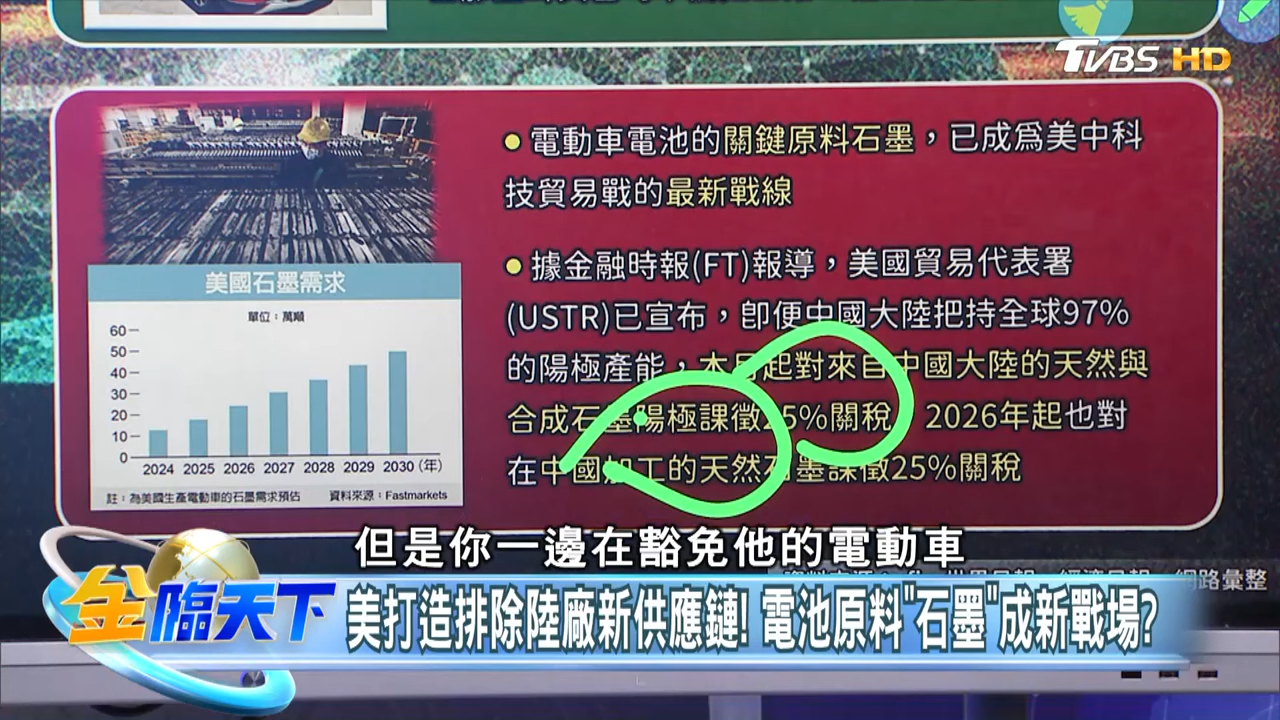 TVBS HD
●電動車電池的關鍵原料石墨，已成為美中科
技貿易戰的最新戰線
●據金融時報(FT)報導，美國貿易代表署
(USTR)已宣布，即便中國大陸把持全球97%
的陽極產能，本月起對來自中國大陸的天然與
合成石墨陽極課徵25%關稅，2026年起也對
在中國加工的天然石墨課徵25%關稅
美國石墨需求
單位：萬噸
60
50
40
30
20
10
0
2024 2025 2026 2027 2028 2029 2030 (年)
註：為美國生產電動車的石墨需求預估 資料來源：Fastmarkets
但是你一邊在豁免他的電動車
網路彙整
金臨天下
美打造排除陸廠新供應鏈! 電池原料"石墨"成新戰場?